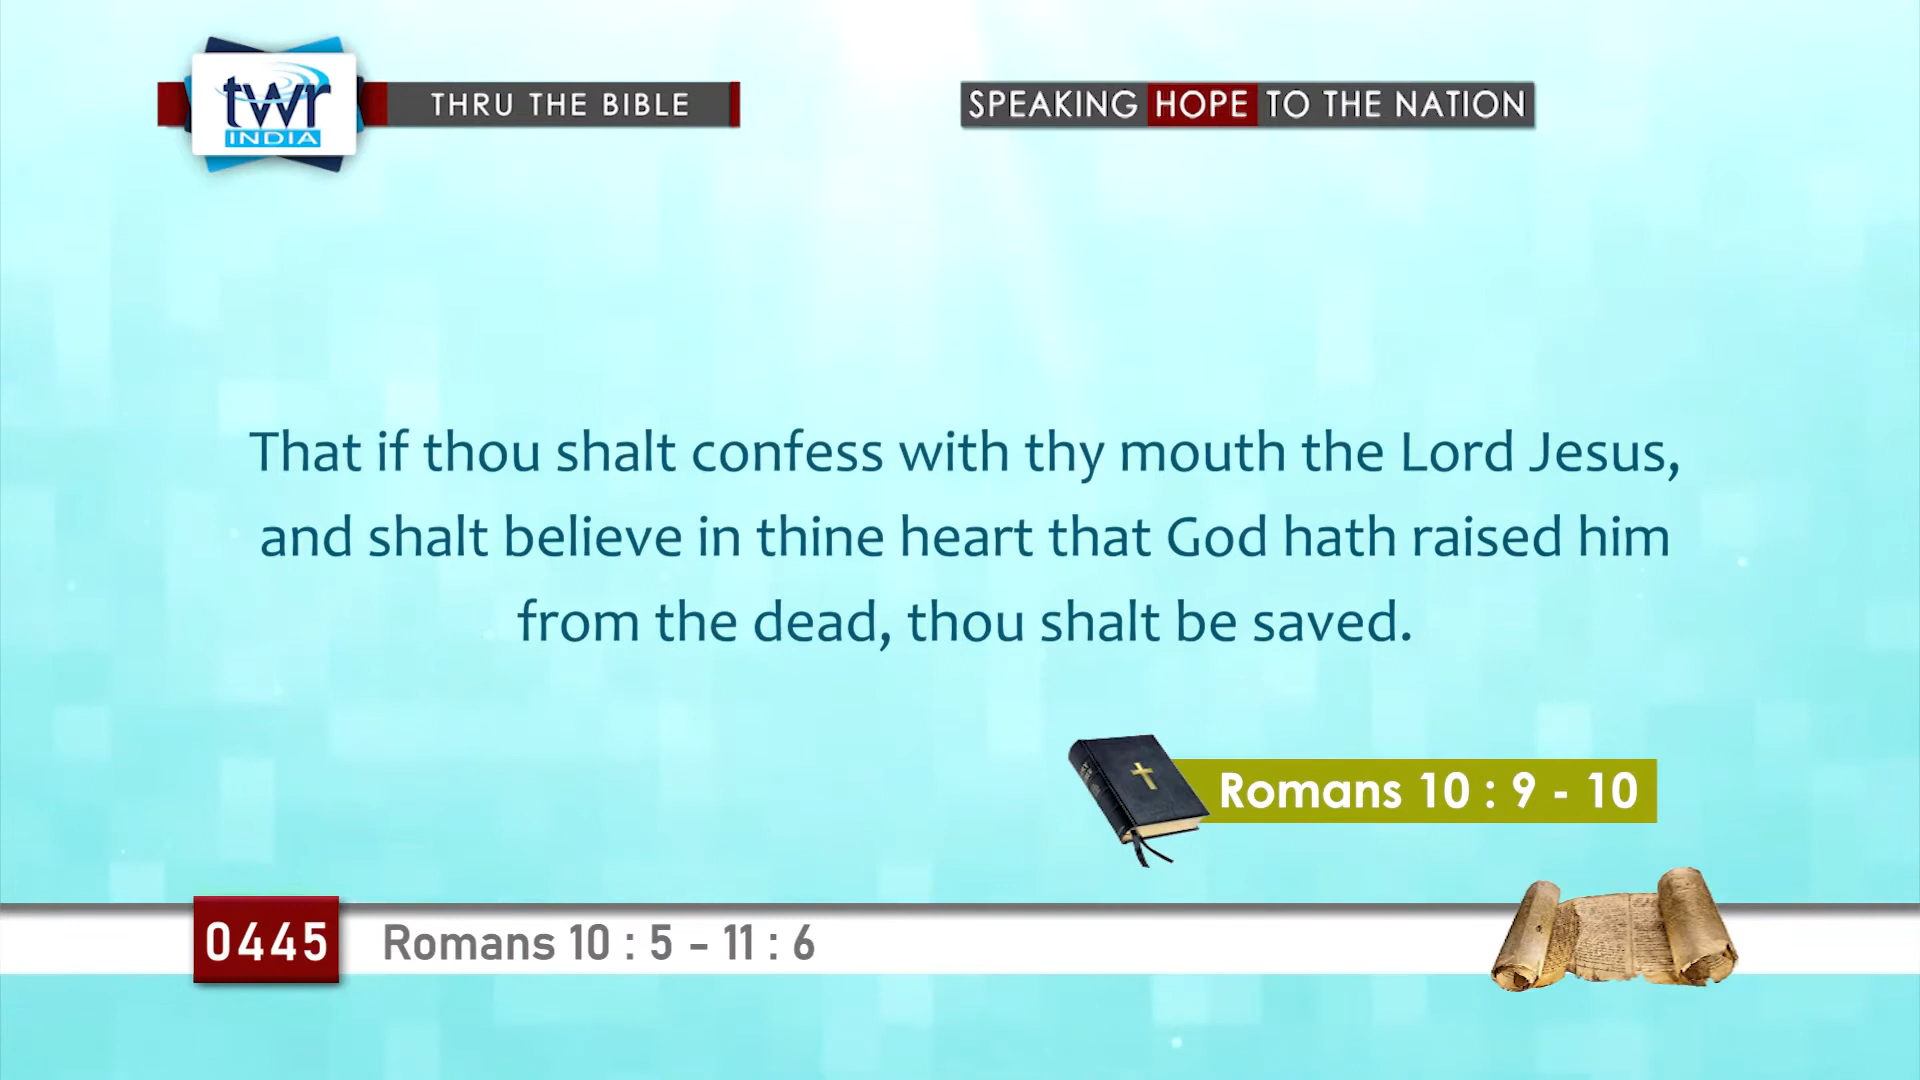 twr
INDIA
THRU THE BIBLE
SPEAKING HOPE TO THE NATION
That if thou shalt confess with thy mouth the Lord Jesus,
and shalt believe in thine heart that God hath raised him
from the dead, thou shalt be saved.
Romans 10 : 9 - 10
0445
Romans 10 : 5 - 11 : 6